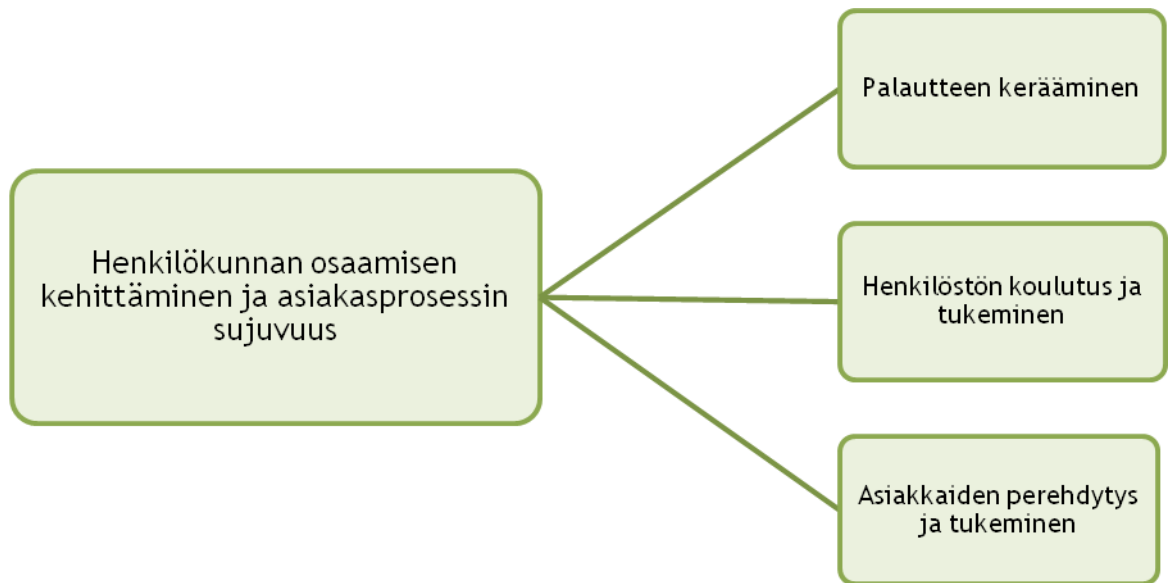 Henkilökunnan osaamisen
kehittäminen ja asiakasprosessin
sujuvuus
Palautteen kerääminen
Henkilöstön koulutus ja
tukeminen
Asiakkaiden perehdytys
ja tukeminen